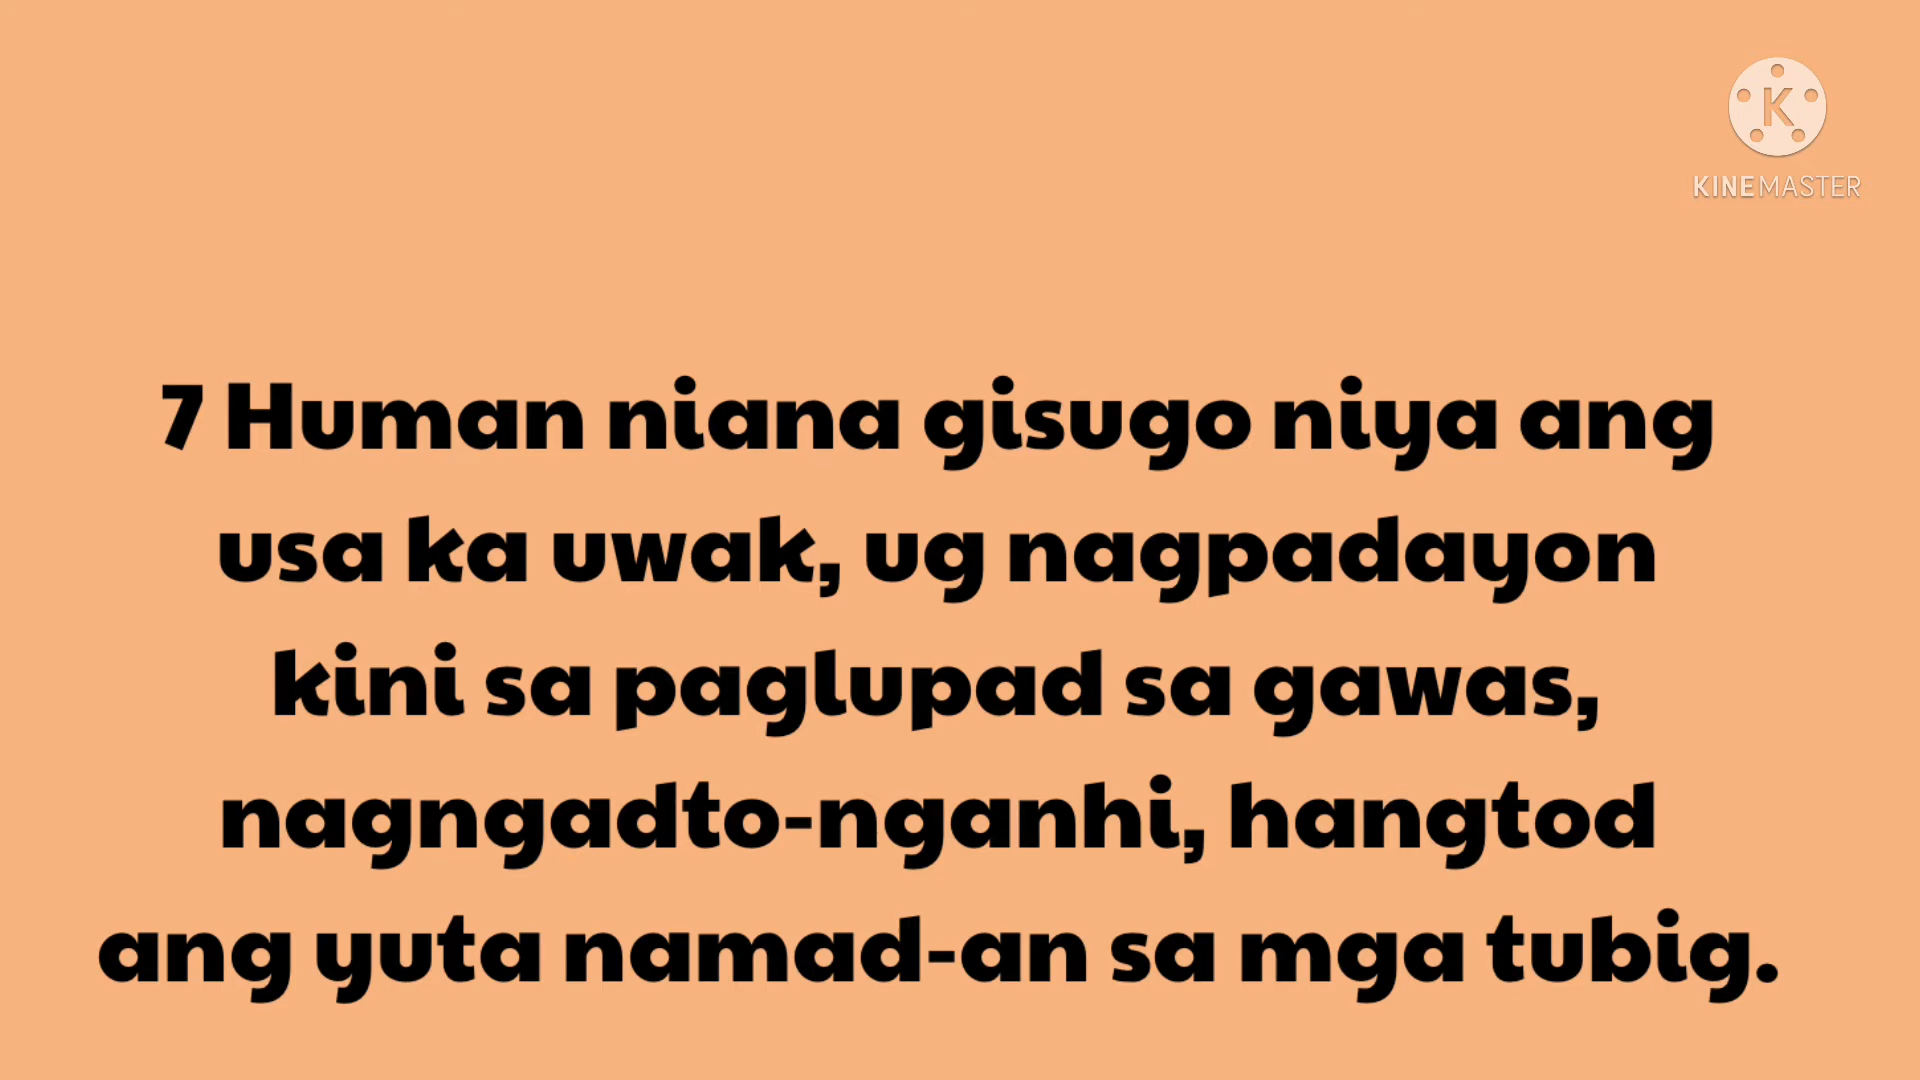 K
KINEMASTER
7 Human niana gisugo niya ang
usa ka uwak, ug nagpadayon
kini sa paglupad sa gawas,
nagngadto-nganhi, hangtod
ang yuta namad-an sa mga tubig.